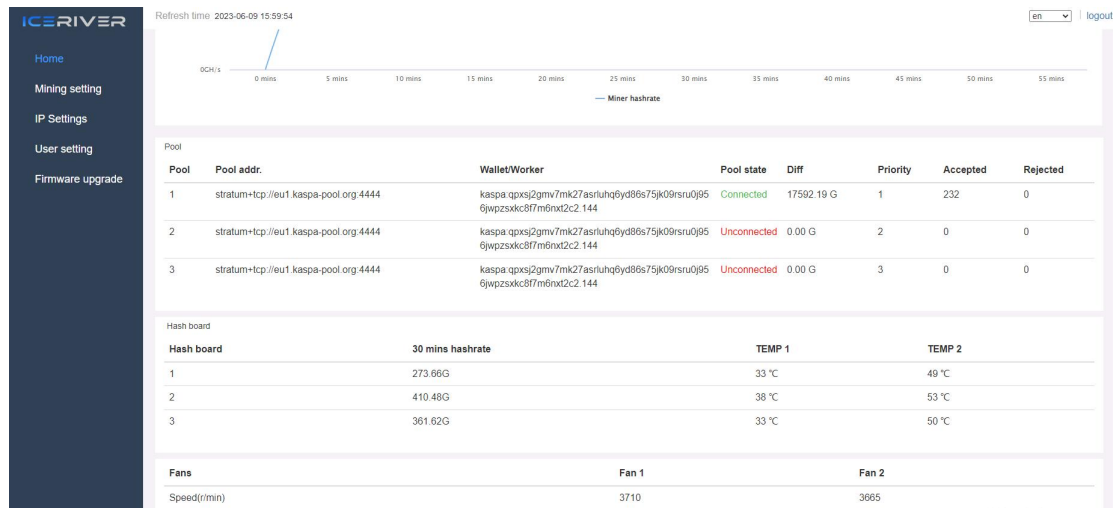 ICERIVER
Refresh time 2023-06-09 15:59:54
en
logout
Home
Mining setting
IP Settings
User setting
Firmware upgrade
0GH/s
0 mins 5 mins 10 mins 15 mins 20 mins 25 mins 30 mins 35 mins 40 mins 45 mins 50 mins 55 mins
Miner hashrate
Pool
Pool Pool addr. Wallet/Worker Pool state Diff Priority Accepted Rejected
1 stratum+tcp://eu1.kaspa-pool.org:4444 kaspa:qpxsj2gmv7mk27asrluhq6yd86s75jk09rsru0j95 Connected 17592.19 G 1 232 0
6jwpzsxkc8f7m6nxt2c2.144
2 stratum+tcp://eu1.kaspa-pool.org:4444 kaspa:qpxsj2gmv7mk27asrluhq6yd86s75jk09rsru0j95 Unconnected 0.00 G 2 0 0
6jwpzsxkc8f7m6nxt2c2.144
3 stratum+tcp://eu1.kaspa-pool.org:4444 kaspa:qpxsj2gmv7mk27asrluhq6yd86s75jk09rsru0j95 Unconnected 0.00 G 3 0 0
6jwpzsxkc8f7m6nxt2c2.144
Hash board
Hash board 30 mins hashrate TEMP 1 TEMP 2
1 273.66G 33 ℃ 49 ℃
2 410.48G 38 ℃ 53 ℃
3 361.62G 33 ℃ 50 ℃
Fans Fan 1 Fan 2
Speed(r/min) 3710 3665